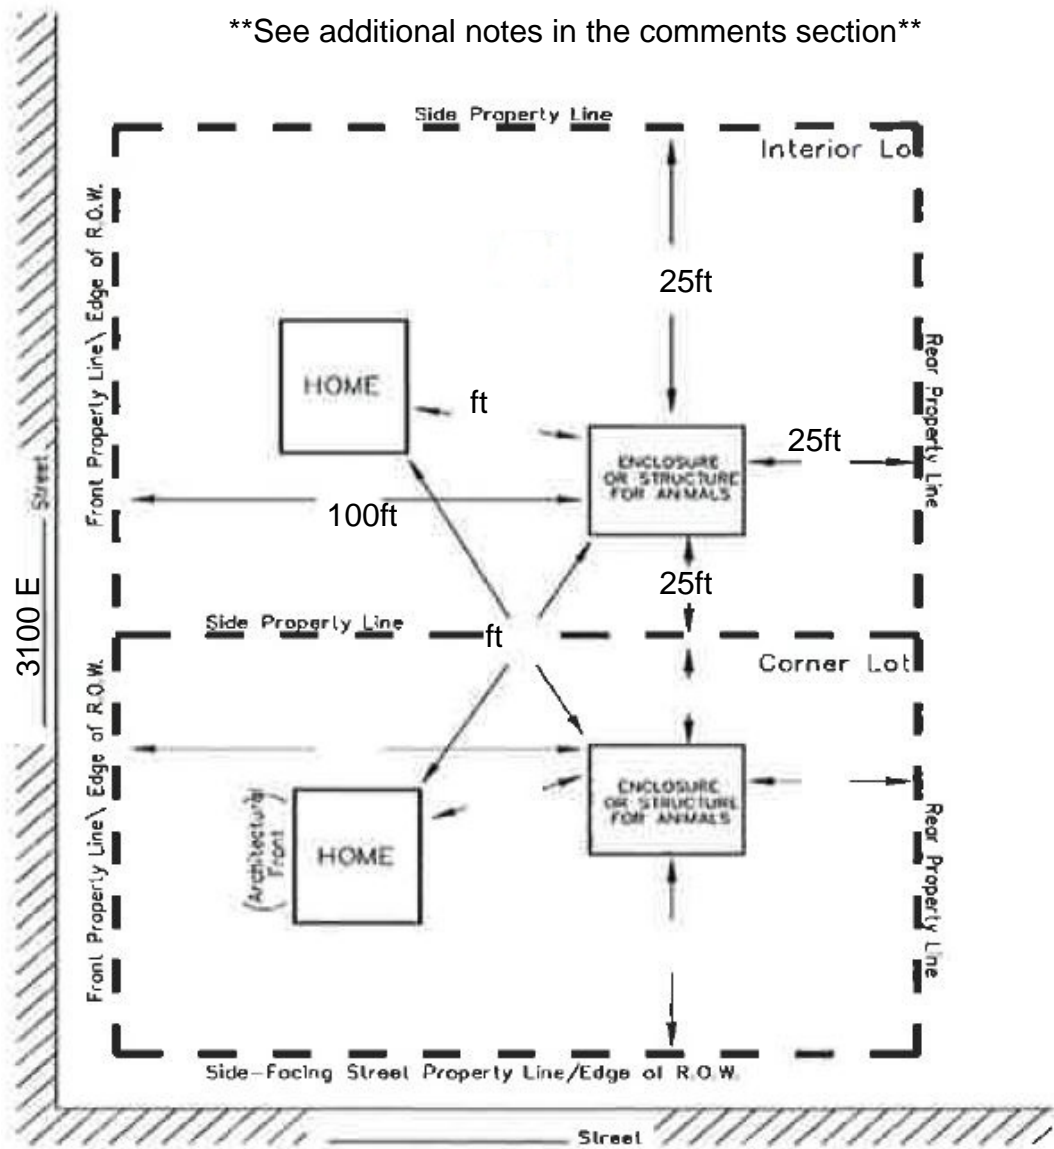 **See additional notes in the comments section**
Side Property Line
Interior Lo
Front Property Line\ Edge of R.O.W.
25ft
HOME
ft
ENCLOSURE
OR STRUCTURE
FOR ANIMALS
25ft
Rear Property Line
100ft
25ft
Street
3100 E
Side Property Line
ft
Corner Lot
Front Property Line\ Edge of R.O.W.
(Architectural
Front)
HOME
ENCLOSURE
OR STRUCTURE
FOR ANIMALS
Rear Property Line
Side-Facing Street Property Line/Edge of R.O.W.
Street